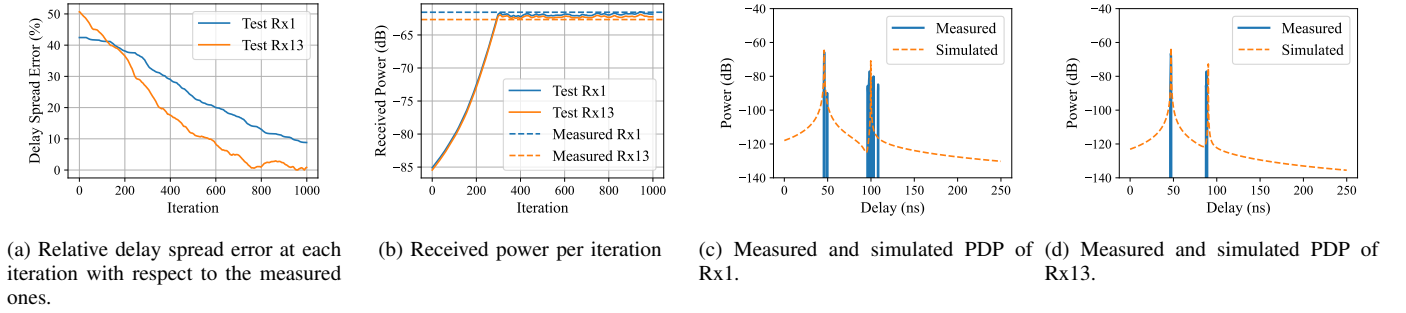 50
40
30
20
10
0
Delay Spread Error (%)
0
200
400
600
800
1000
Iteration
Test Rx1
Test Rx13
−65
−70
−75
−80
−85
Received Power (dB)
0
200
400
600
800
1000
Iteration
Test Rx1
Test Rx13
Measured Rx1
Measured Rx13
−40
−60
−80
−100
−120
−140
Power (dB)
0
50
100
150
200
250
Delay (ns)
Measured
Simulated
−40
−60
−80
−100
−120
−140
Power (dB)
0
50
100
150
200
250
Delay (ns)
Measured
Simulated
(a) Relative delay spread error at each
iteration with respect to the measured
ones.
(b) Received power per iteration
(c) Measured and simulated PDP of
Rx1.
(d) Measured and simulated PDP of
Rx13.